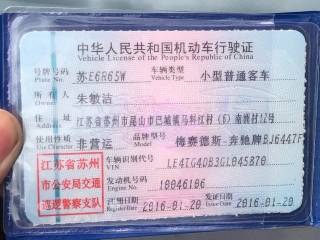 中华人民共和国机动车行驶证
Vehicle License of the People's Republic of China
号牌号码 苏E6R65W 车辆类型 小型普通客车
Plate No. Vehicle Type
所有人 朱敏洁
Owner
住址 江苏省苏州市昆山市巴城镇马科江村(6)南溇村12号
Address
使用性质 非营运 品牌型号 梅赛德斯-奔驰牌BJ6447F
Use Character Model
江苏省苏州
市公安局交通
巡逻警察支队
车辆识别代号 LE4TG4DB3GL045870
VIN
发动机号码 10046106
Engine No.
注册日期 2016-01-20 发证日期 2016-01-20
Register Date Issue Date